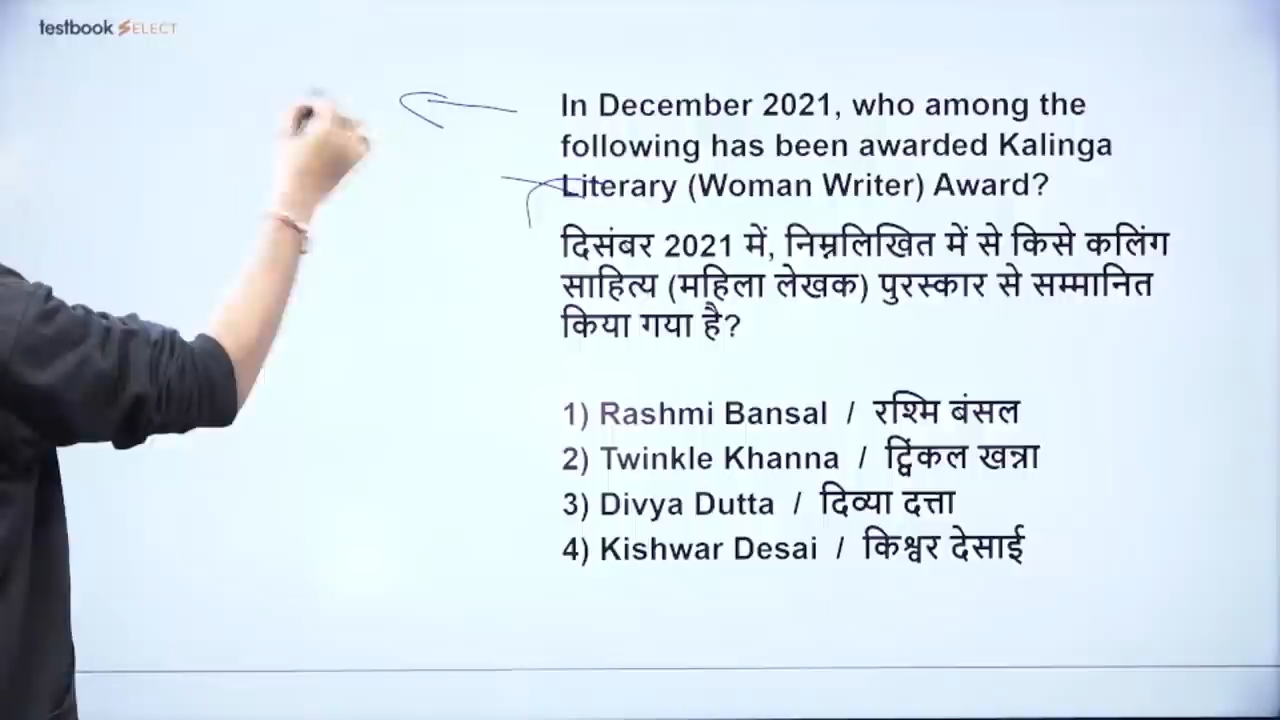 testbook SELECT
In December 2021, who among the
following has been awarded Kalinga
Literary (Woman Writer) Award?
दिसंबर 2021 में, निम्नलिखित में से किसे कलिंग
साहित्य (महिला लेखक) पुरस्कार से सम्मानित
किया गया है?
1) Rashmi Bansal / रश्मि बंसल
2) Twinkle Khanna / ट्विंकल खन्ना
3) Divya Dutta / दिव्या दत्ता
4) Kishwar Desai / किश्वर देसाई